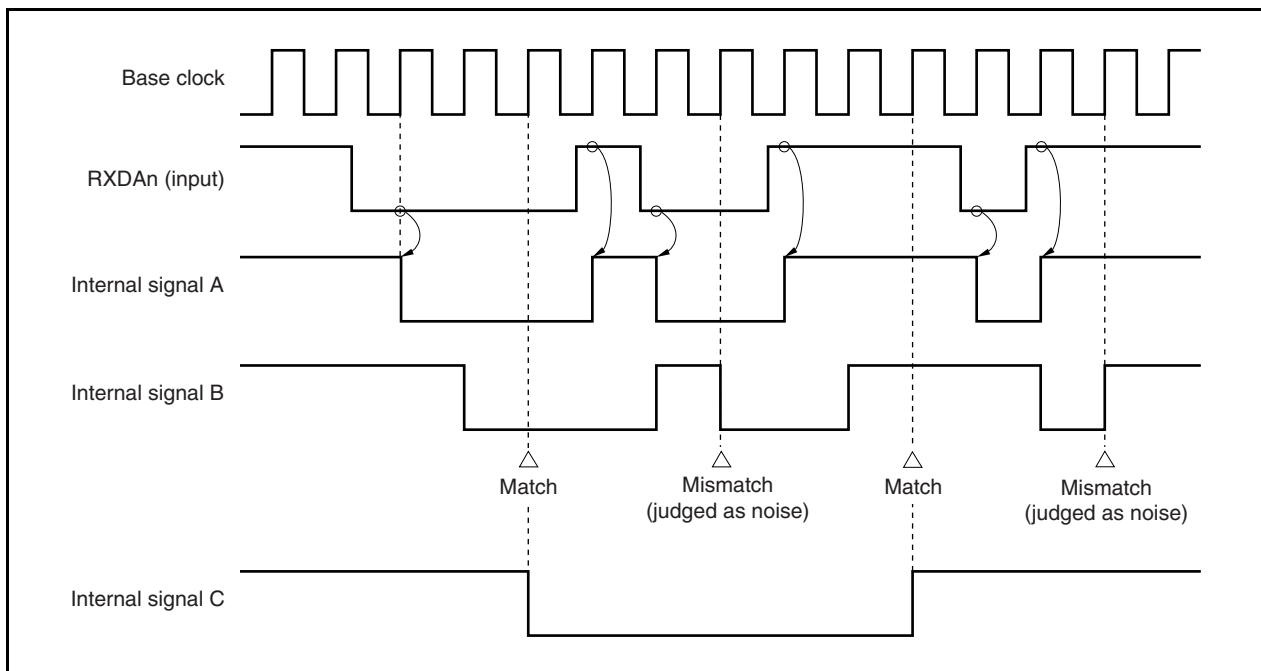 Base clock
RXDAn (input)
Internal signal A
Internal signal B
Match
Mismatch
(judged as noise)
Match
Mismatch
(judged as noise)
Internal signal C